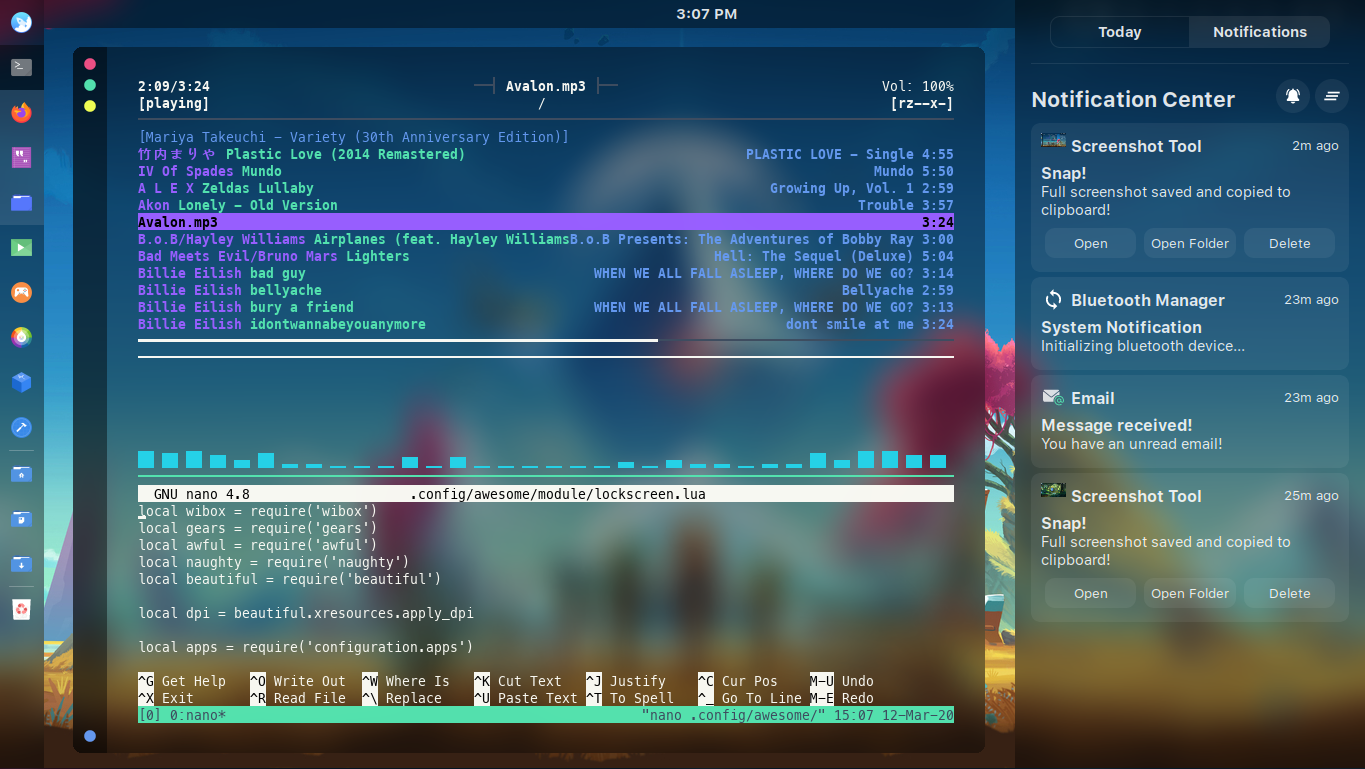 3:07 PM
2:09/3:24 ┤ Avalon.mp3 ├ Vol: 100%
[playing] / [rz--x-]
[Mariya Takeuchi – Variety (30th Anniversary Edition)]
竹内まりや Plastic Love (2014 Remastered) PLASTIC LOVE – Single 4:55
IV Of Spades Mundo Mundo 5:50
A L E X Zeldas Lullaby Growing Up, Vol. 1 2:59
Akon Lonely – Old Version Trouble 3:57
Avalon.mp3 3:24
B.o.B/Hayley Williams Airplanes (feat. Hayley WilliamsB.o.B Presents: The Adventures of Bobby Ray 3:00
Bad Meets Evil/Bruno Mars Lighters Hell: The Sequel (Deluxe) 5:04
Billie Eilish bad guy WHEN WE ALL FALL ASLEEP, WHERE DO WE GO? 3:14
Billie Eilish bellyache Bellyache 2:59
Billie Eilish bury a friend WHEN WE ALL FALL ASLEEP, WHERE DO WE GO? 3:13
Billie Eilish idontwannabeyouanymore dont smile at me 3:24
GNU nano 4.8 .config/awesome/module/lockscreen.lua
local wibox = require('wibox')
local gears = require('gears')
local awful = require('awful')
local naughty = require('naughty')
local beautiful = require('beautiful')
local dpi = beautiful.xresources.apply_dpi
local apps = require('configuration.apps')
^G Get Help ^O Write Out ^W Where Is ^K Cut Text ^J Justify ^C Cur Pos M-U Undo
^X Exit ^R Read File ^\ Replace ^U Paste Text ^T To Spell ^_ Go To Line M-E Redo
[0] 0:nano* "nano .config/awesome/" 15:07 12-Mar-20
Today Notifications
Notification Center
Screenshot Tool 2m ago
Snap!
Full screenshot saved and copied to
clipboard!
Open Open Folder Delete
Bluetooth Manager 23m ago
System Notification
Initializing bluetooth device...
Email 23m ago
Message received!
You have an unread email!
Screenshot Tool 25m ago
Snap!
Full screenshot saved and copied to
clipboard!
Open Open Folder Delete